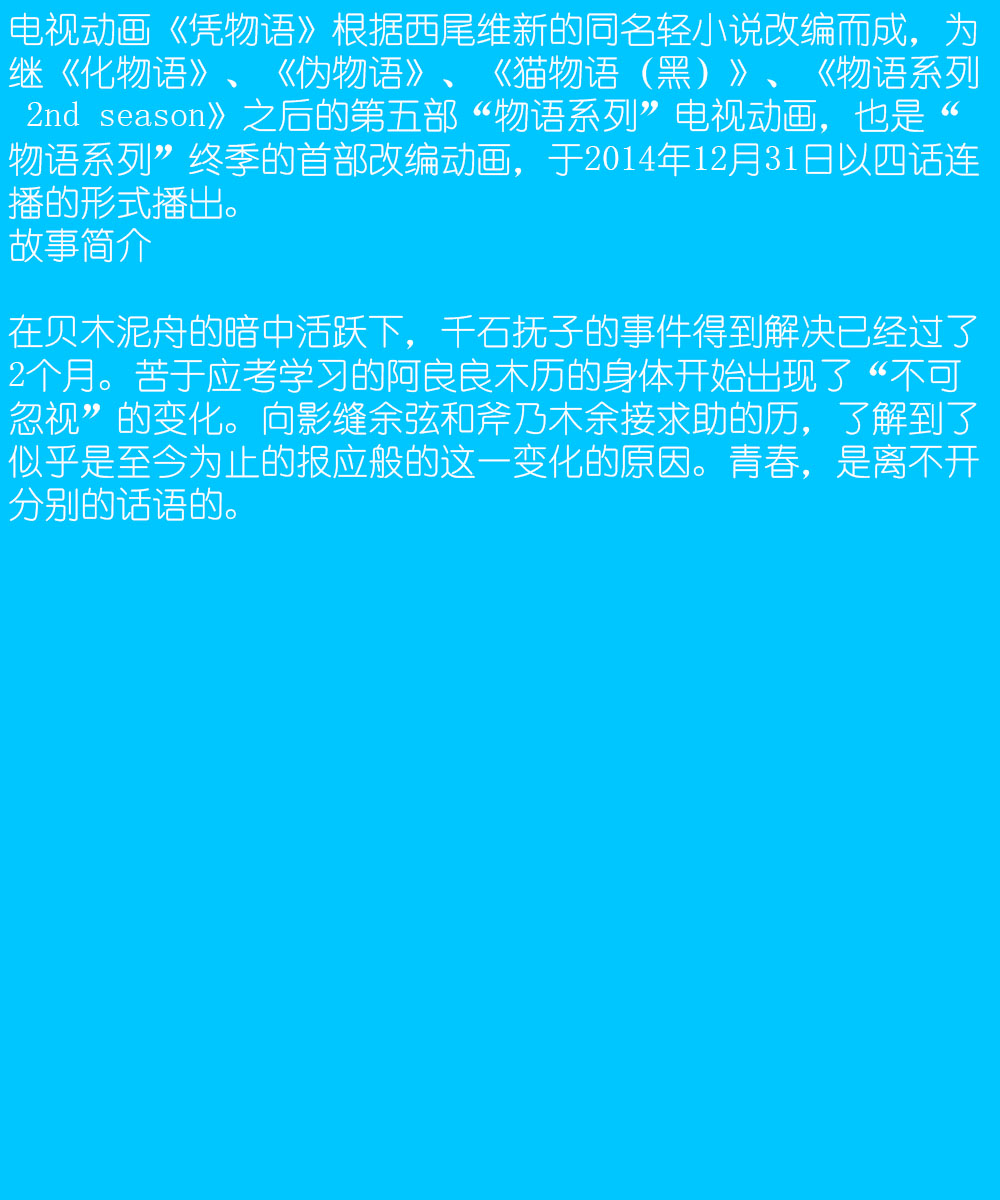 电视动画《凭物语》根据西尾维新的同名轻小说改编而成，为
继《化物语》、《伪物语》、《猫物语（黑）》、《物语系列
2nd season》之后的第五部“物语系列”电视动画，也是“
物语系列”终季的首部改编动画，于2014年12月31日以四话连
播的形式播出。
故事简介
在贝木泥舟的暗中活跃下，千石抚子的事件得到解决已经过了
2个月。苦于应考学习的阿良良木历的身体开始出现了“不可
忽视”的变化。向影缝余弦和斧乃木余接求助的历，了解到了
似乎是至今为止的报应般的这一变化的原因。青春，是离不开
分别的话语的。